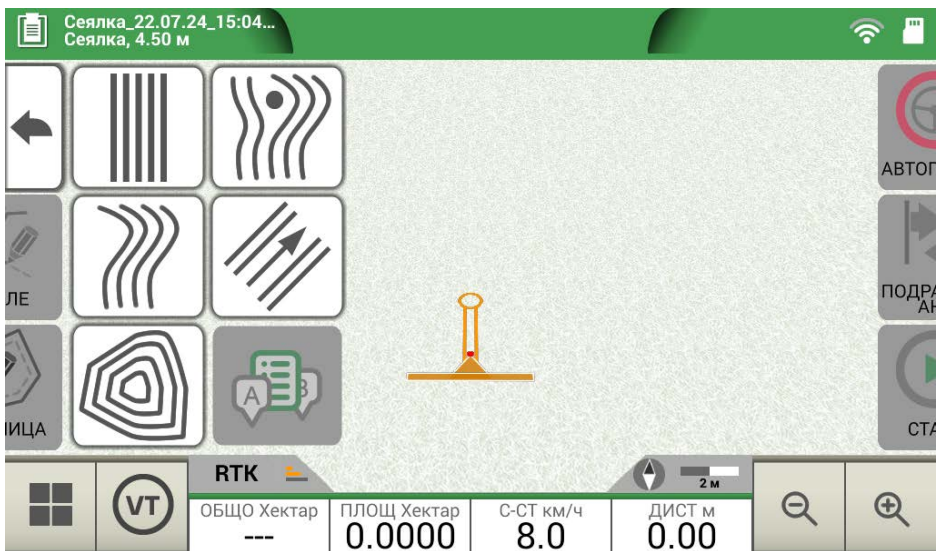 Сеялка_22.07.24_15:04...
Сеялка, 4.50 м
АВТОП
ЛЕ
ПОДРА
АН
A B
ИЦА
СТА
RTK
2 м
VT
ОБЩО Хектар
ПЛОЩ Хектар
С-СТ км/ч
ДИСТ м
---
0.0000
8.0
0.00